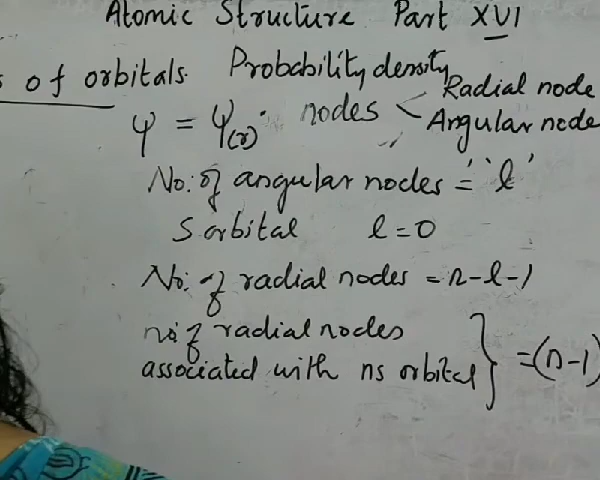 Atomic Structure Part XVI
s of orbitals. Probability density
nodes < Radial node
Angular node
ψ = ψ(r)
No: of angular nodes = 'l'
S orbital l = 0
No: of radial nodes = n-l-1
no: of radial nodes
associated with ns orbital } = (n-1)